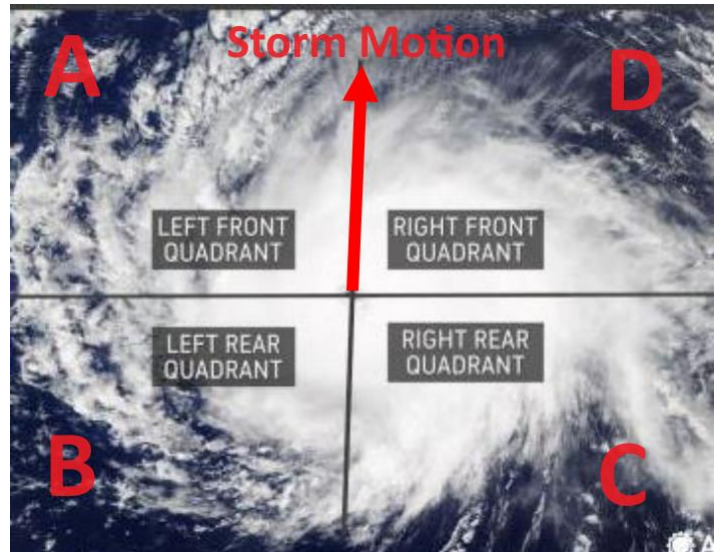 A
Storm Motion
D
LEFT FRONT
QUADRANT
RIGHT FRONT
QUADRANT
LEFT REAR
QUADRANT
RIGHT REAR
QUADRANT
B
C
A